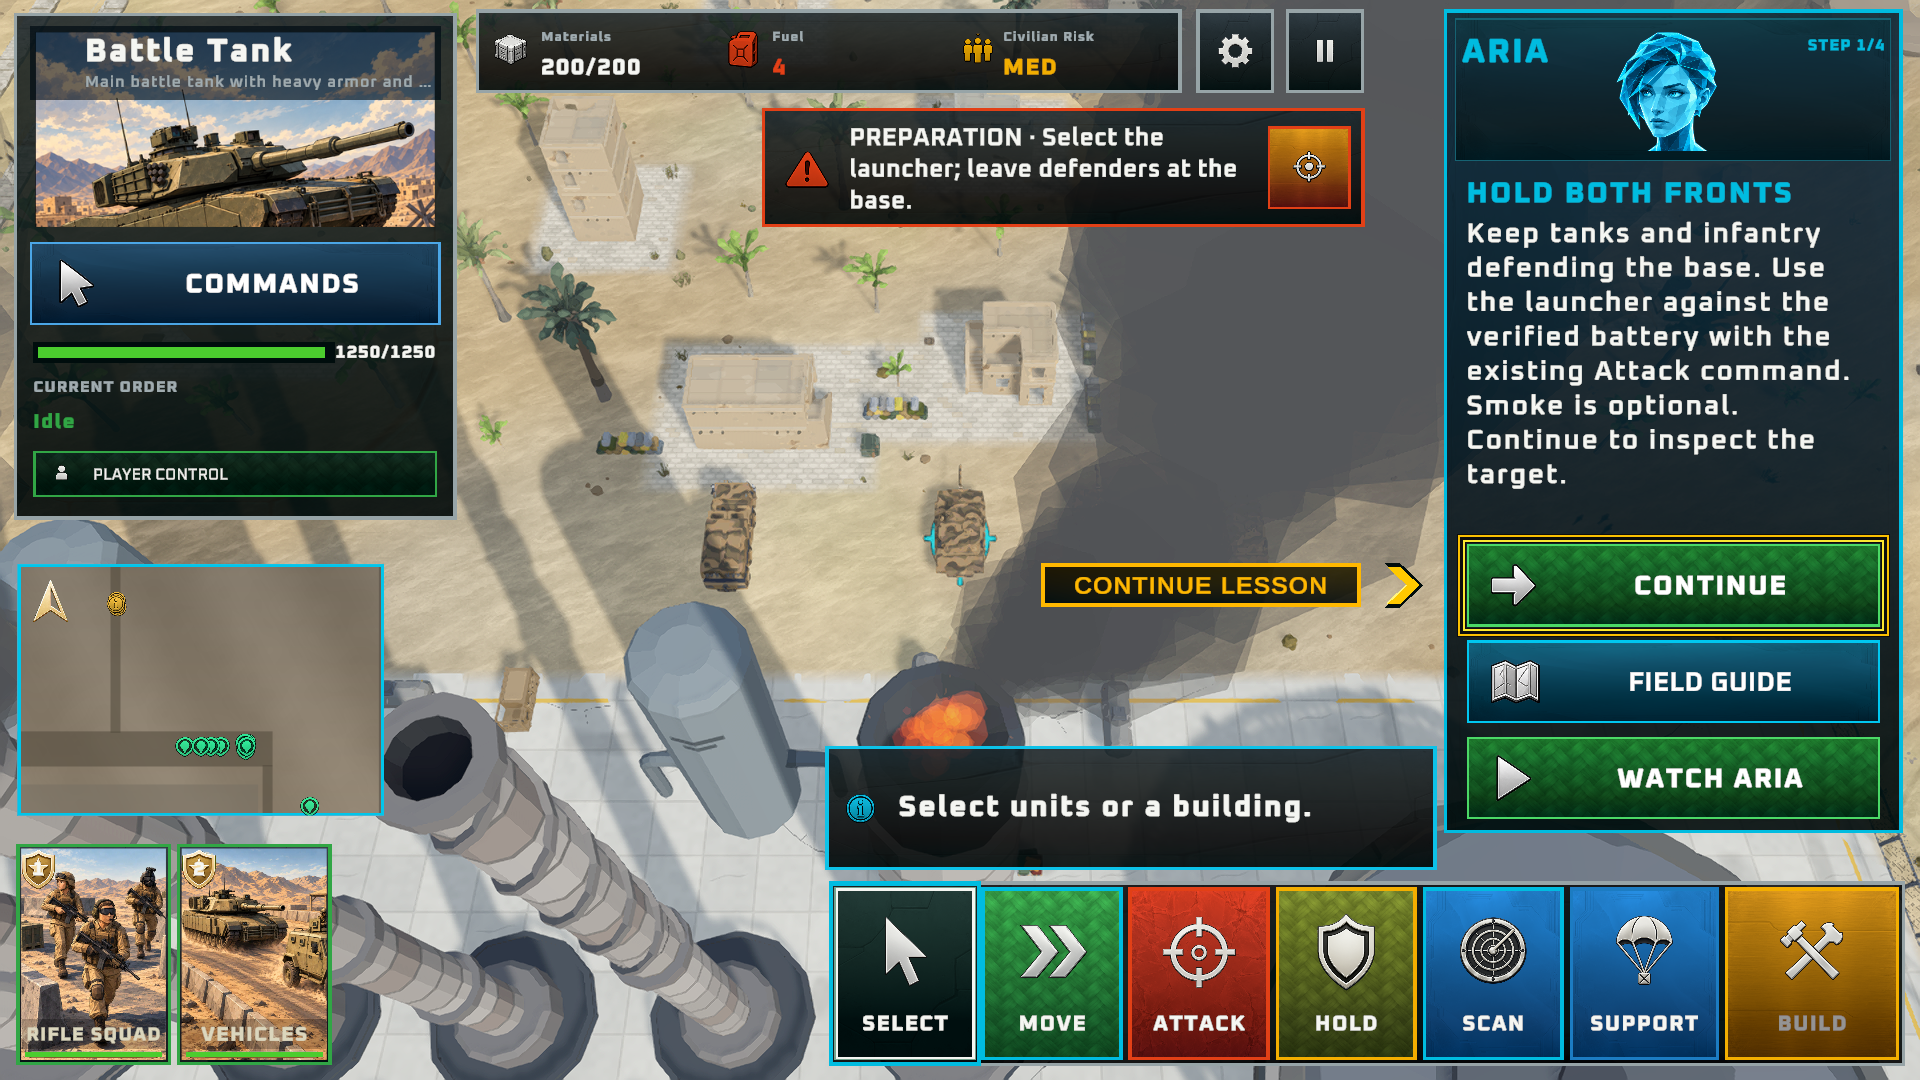 Battle Tank
Main battle tank with heavy armor and ...
COMMANDS
1250/1250
CURRENT ORDER
Idle
PLAYER CONTROL
Materials
200/200
Fuel
4
Civilian Risk
MED
PREPARATION · Select the
launcher; leave defenders at the
base.
ARIA
STEP 1/4
HOLD BOTH FRONTS
Keep tanks and infantry
defending the base. Use
the launcher against the
verified battery with the
existing Attack command.
Smoke is optional.
Continue to inspect the
target.
CONTINUE LESSON
CONTINUE
FIELD GUIDE
WATCH ARIA
Select units or a building.
RIFLE SQUAD
VEHICLES
SELECT
MOVE
ATTACK
HOLD
SCAN
SUPPORT
BUILD